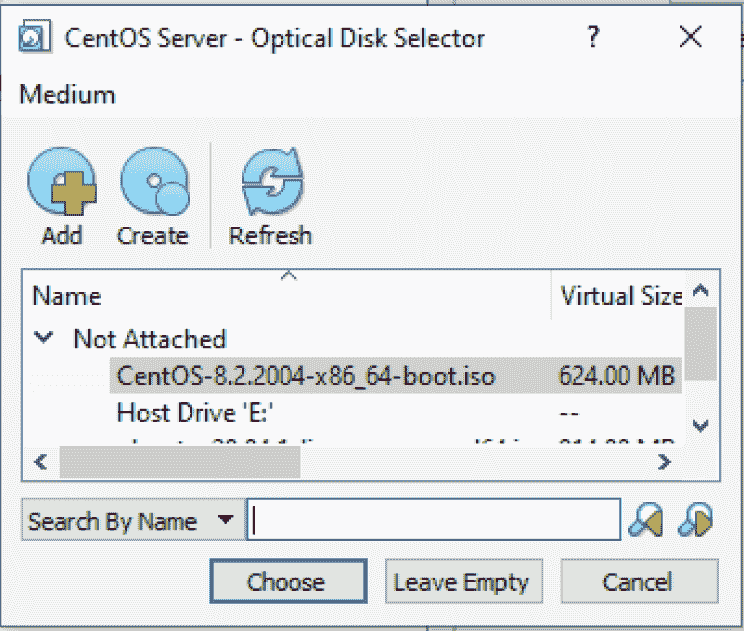 CentOS Server - Optical Disk Selector ?
Medium
Add Create Refresh
Name Virtual Size
Not Attached
CentOS-8.2.2004-x86_64-boot.iso 624.00 MB
Host Drive 'E:' --
Search By Name
Choose Leave Empty Cancel